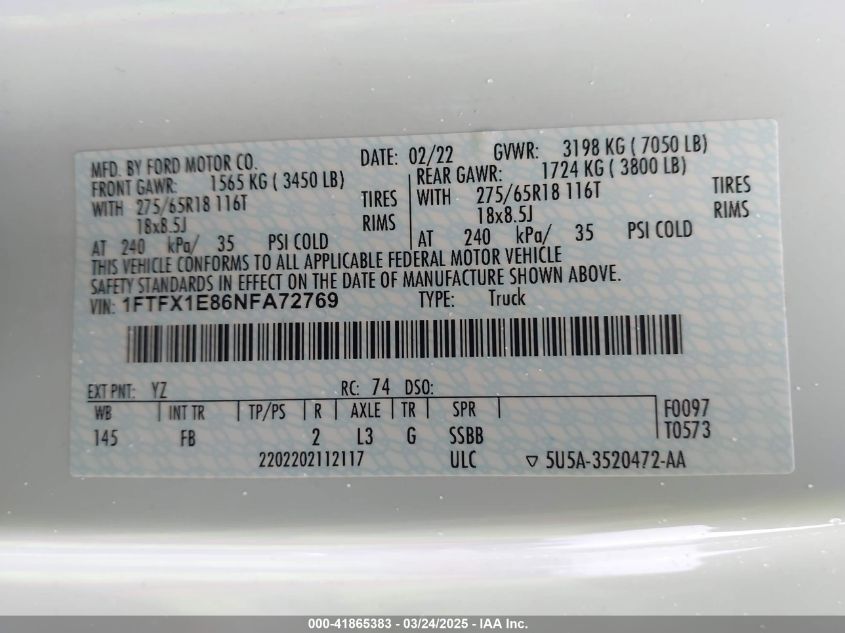 MFD. BY FORD MOTOR CO.
DATE: 02/22 GVWR: 3198 KG ( 7050 LB)
FRONT GAWR: 1565 KG ( 3450 LB)
REAR GAWR: 1724 KG ( 3800 LB)
WITH 275/65R18 116T TIRES
WITH 275/65R18 116T TIRES
18x8.5J RIMS
18x8.5J RIMS
AT 240 kPa/ 35 PSI COLD
AT 240 kPa/ 35 PSI COLD
THIS VEHICLE CONFORMS TO ALL APPLICABLE FEDERAL MOTOR VEHICLE
SAFETY STANDARDS IN EFFECT ON THE DATE OF MANUFACTURE SHOWN ABOVE.
VIN: 1FTFX1E86NFA72769 TYPE: Truck
EXT PNT: YZ RC: 74 DSO:
WB INT TR TP/PS R AXLE TR SPR F0097
145 FB 2 L3 G SSBB T0573
2202202112117 ULC ▽ 5U5A-3520472-AA
000-41865383 - 03/24/2025 - IAA Inc.